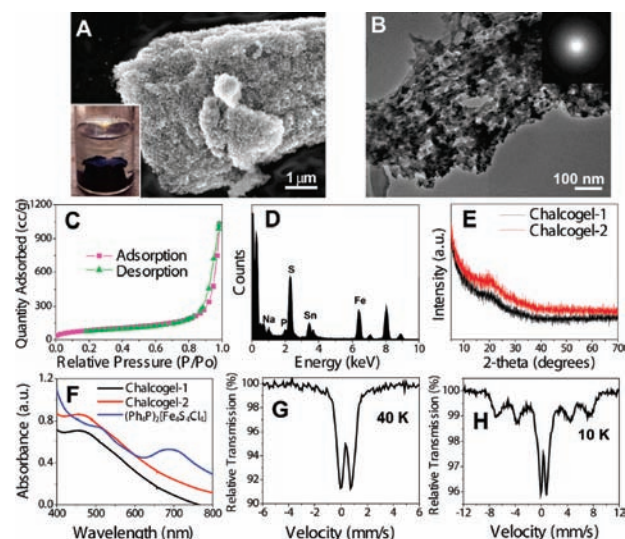 A
1 μm
B
100 nm
C
Quantity Adsorbed (cc/g)
1200
900
600
300
0
Adsorption
Desorption
0.0 0.2 0.4 0.6 0.8 1.0
Relative Pressure (P/Po)
D
Counts
Na
P
S
Sn
Fe
0 2 4 6 8 10
Energy (keV)
E
Chalcogel-1
Chalcogel-2
Intensity (a.u.)
10 20 30 40 50 60 70
2-theta (degrees)
F
Chalcogel-1
Chalcogel-2
(Ph₄P)₂[Fe₄S₄Cl₄]
Absorbance (a.u.)
1.2
0.8
0.4
0.0
400 500 600 700 800
Wavelength (nm)
G
40 K
Relative Transmission (%)
100
98
96
94
92
90
-6 -4 -2 0 2 4 6
Velocity (mm/s)
H
10 K
Relative Transmission (%)
100
99
98
97
96
-12 -8 -4 0 4 8 12
Velocity (mm/s)